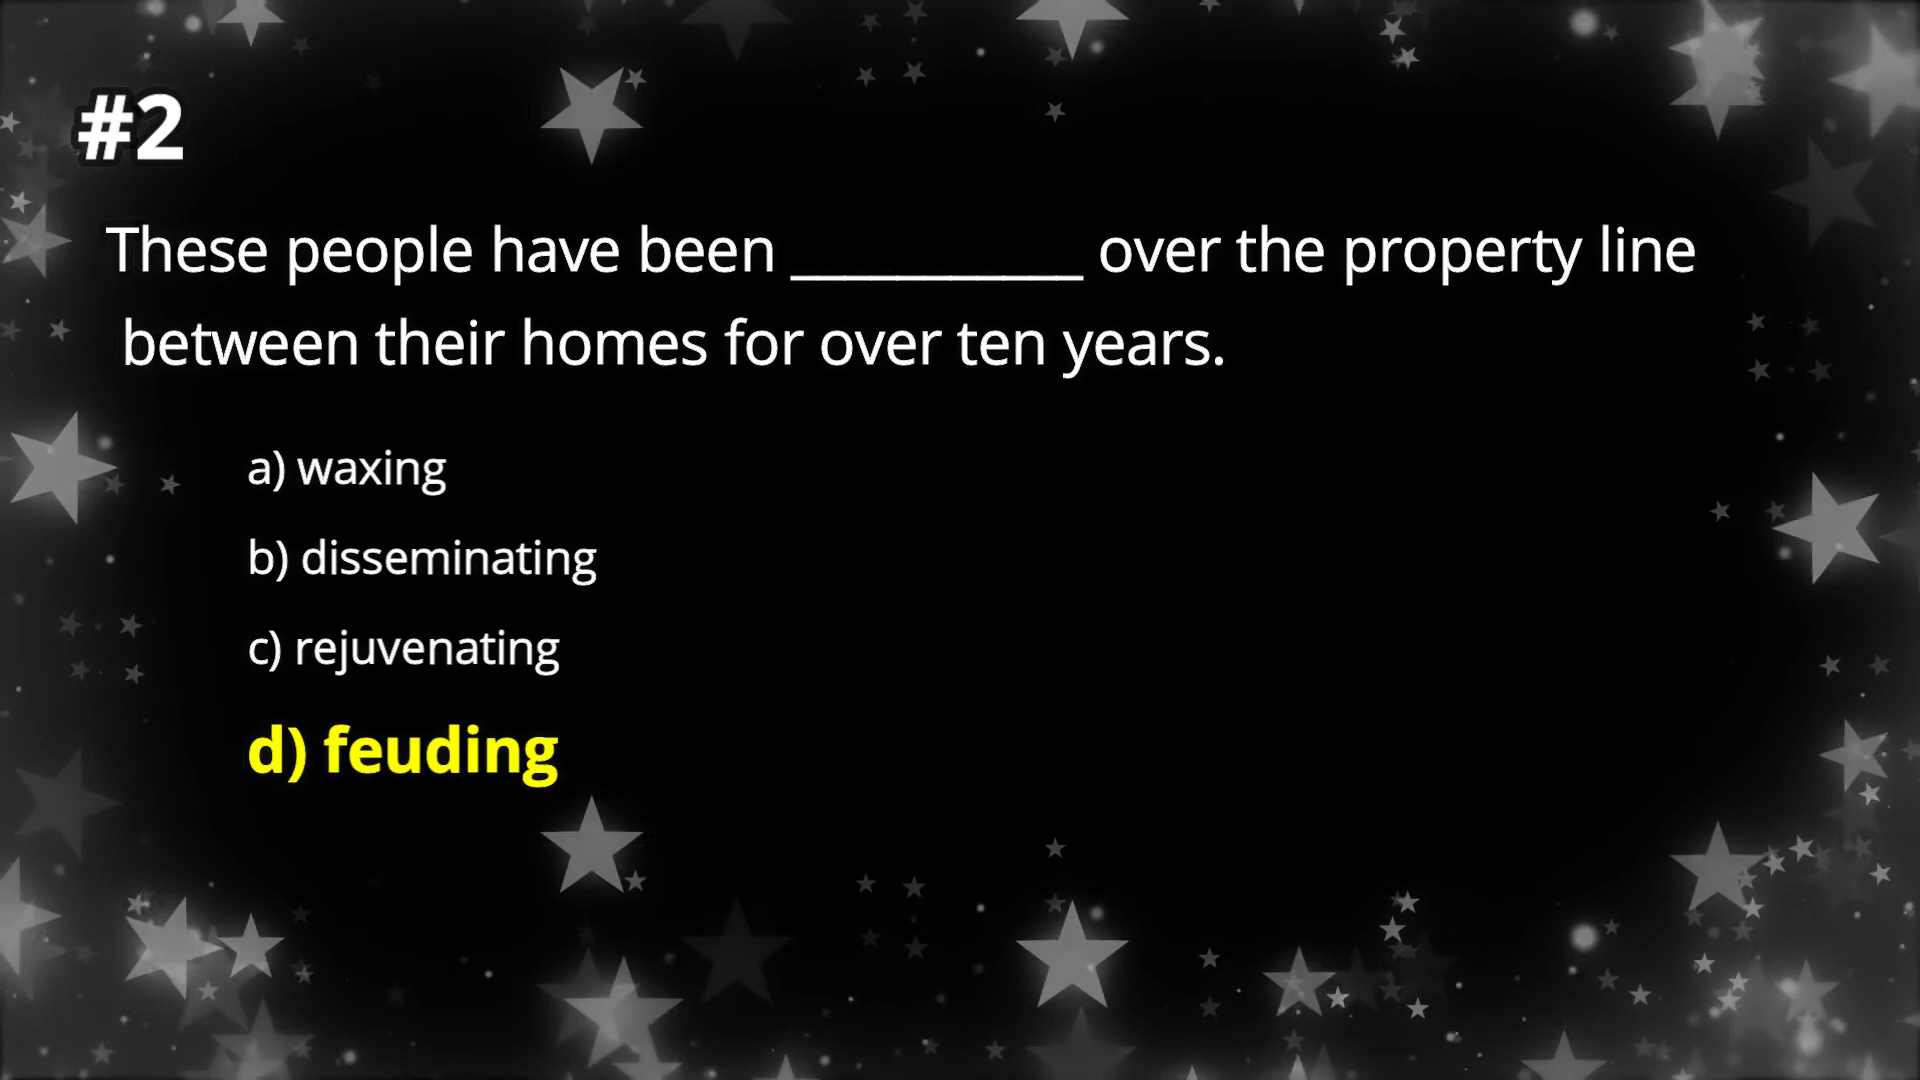 #2
These people have been ___________ over the property line
between their homes for over ten years.
a) waxing
b) disseminating
c) rejuvenating
d) feuding